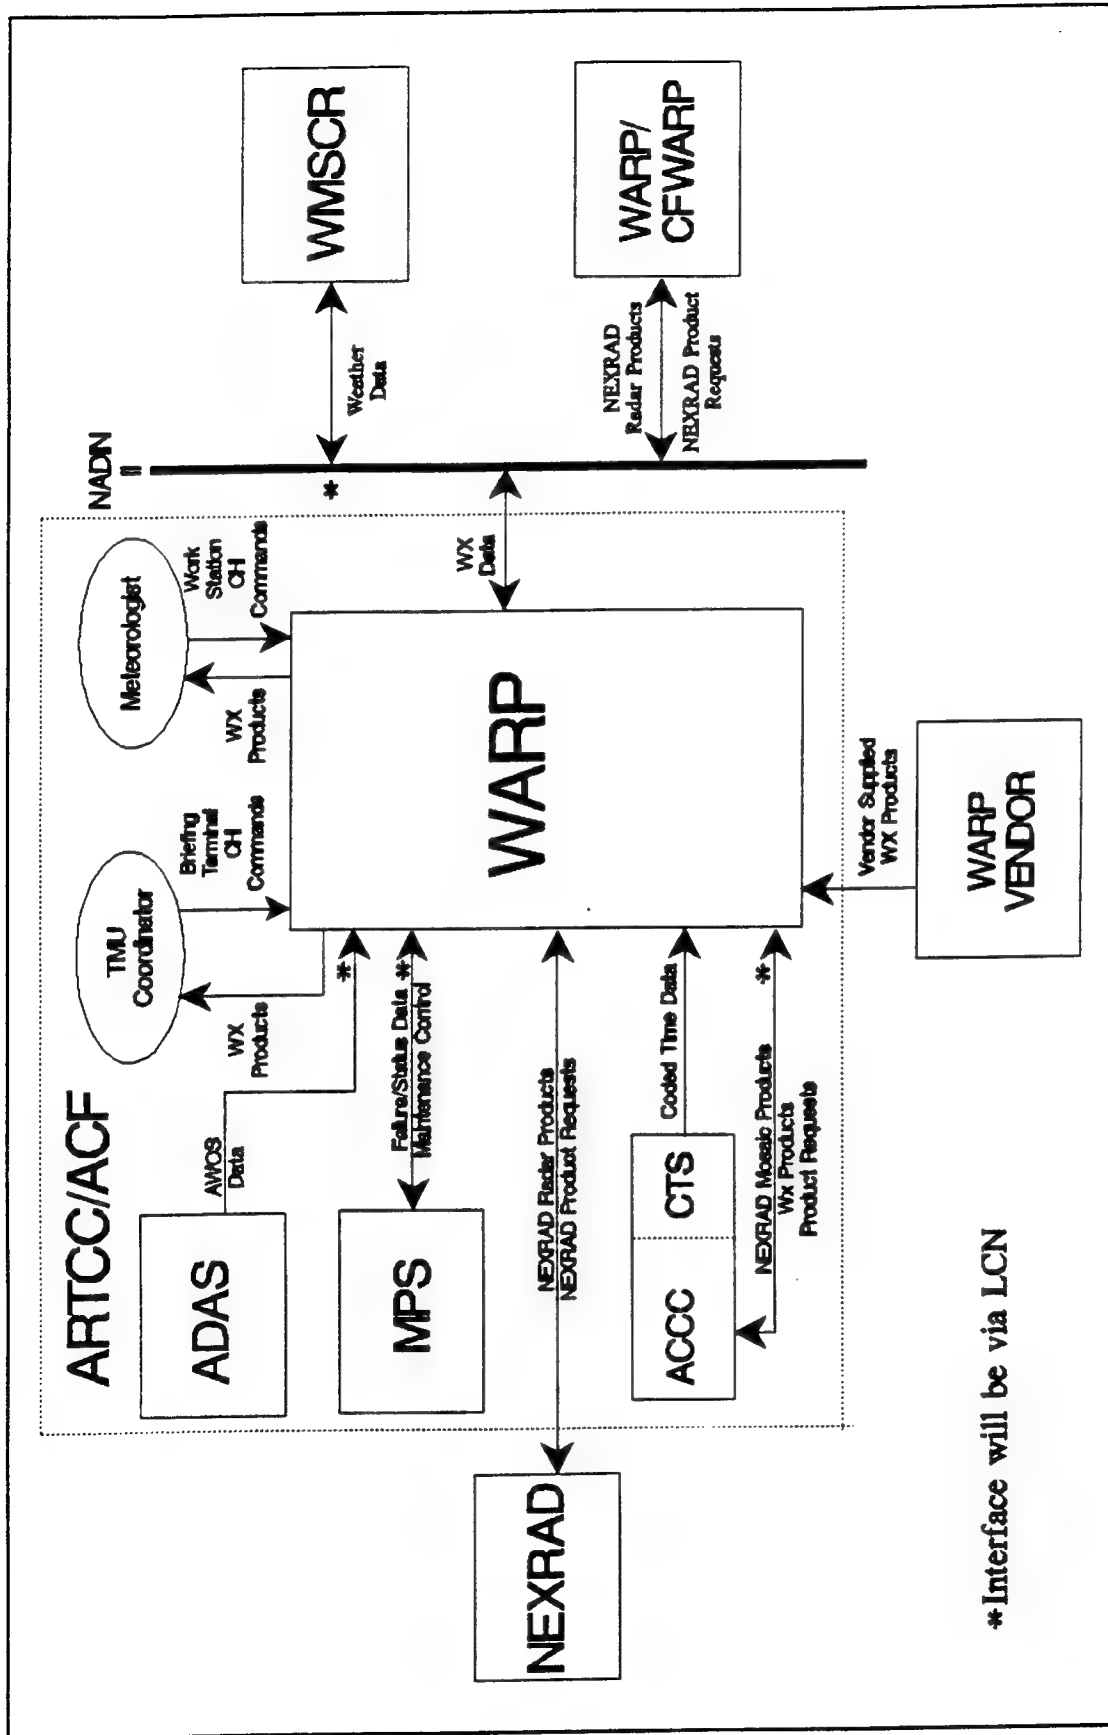 ARTCC/ACF
NADIN
II
TMU
Coordinator
Meteorologist
WX
Products
Briefing
Terminal
CHI
Commands
WX
Products
Work
Station
CHI
Commands
ADAS
AWOS
Data
*
MPS
Failure/Status Data *
Maintenance Control
NEXRAD
NEXRAD Radar Products
NEXRAD Product Requests
ACCC
CTS
Coded Time Data
NEXRAD Mosaic Products *
Wx Products
Product Requests
WARP
WX
Data
*
Weather
Data
WMSCR
NEXRAD
Radar Products
NEXRAD Product
Requests
WARP/
CFWARP
Vendor Supplied
WX Products
WARP
VENDOR
*Interface will be via LCN